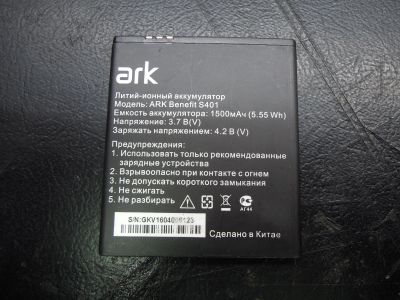 ark
Литий-ионный аккумулятор
Модель: ARK Benefit S401
Емкость аккумулятора: 1500мАч (5.55 Wh)
Напряжение: 3.7 В(V)
Заряжать напряжением: 4.2 В (V)
Предупреждения:
1. Использовать только рекомендованные
зарядные устройства
2. Взрывоопасно при контакте с огнем
3. Не допускать короткого замыкания
4. Не сжигать
5. Не разбирать
АГ44
S/N:GKV1604006123
Сделано в Китае